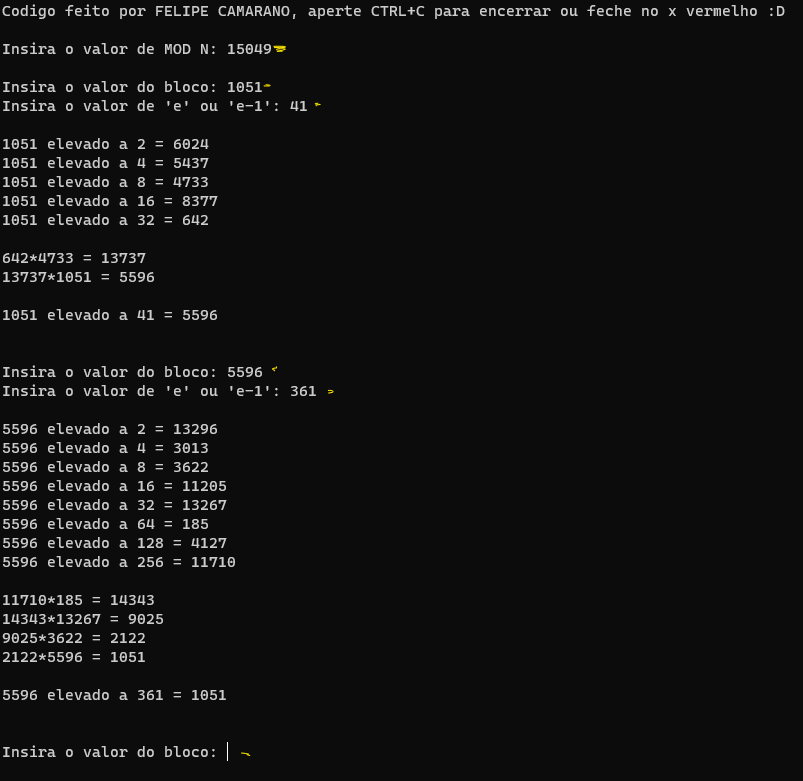 Codigo feito por FELIPE CAMARANO, aperte CTRL+C para encerrar ou feche no x vermelho :D
Insira o valor de MOD N: 15049
Insira o valor do bloco: 1051
Insira o valor de 'e' ou 'e-1': 41
1051 elevado a 2 = 6024
1051 elevado a 4 = 5437
1051 elevado a 8 = 4733
1051 elevado a 16 = 8377
1051 elevado a 32 = 642
642*4733 = 13737
13737*1051 = 5596
1051 elevado a 41 = 5596
Insira o valor do bloco: 5596
Insira o valor de 'e' ou 'e-1': 361
5596 elevado a 2 = 13296
5596 elevado a 4 = 3013
5596 elevado a 8 = 3622
5596 elevado a 16 = 11205
5596 elevado a 32 = 13267
5596 elevado a 64 = 185
5596 elevado a 128 = 4127
5596 elevado a 256 = 11710
11710*185 = 14343
14343*13267 = 9025
9025*3622 = 2122
2122*5596 = 1051
5596 elevado a 361 = 1051
Insira o valor do bloco: